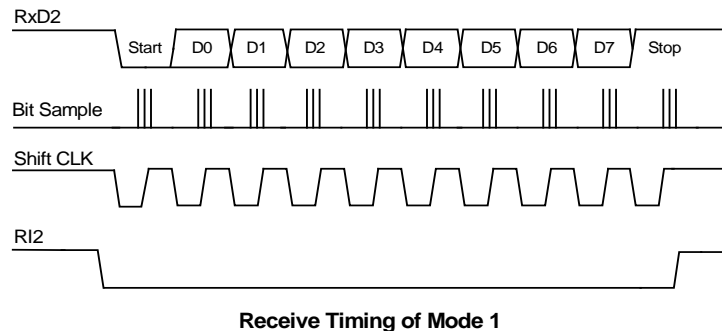 RxD2
Start D0 D1 D2 D3 D4 D5 D6 D7 Stop
Bit Sample
Shift CLK
RI2
Receive Timing of Mode 1